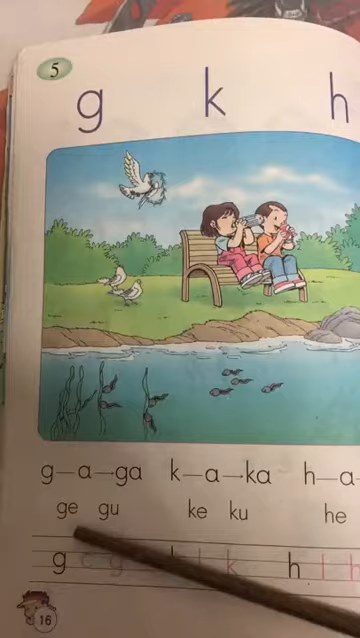 5
g k h
g—a→ga k—a→ka h—a
ge gu ke ku he
g c g l k h l h
16